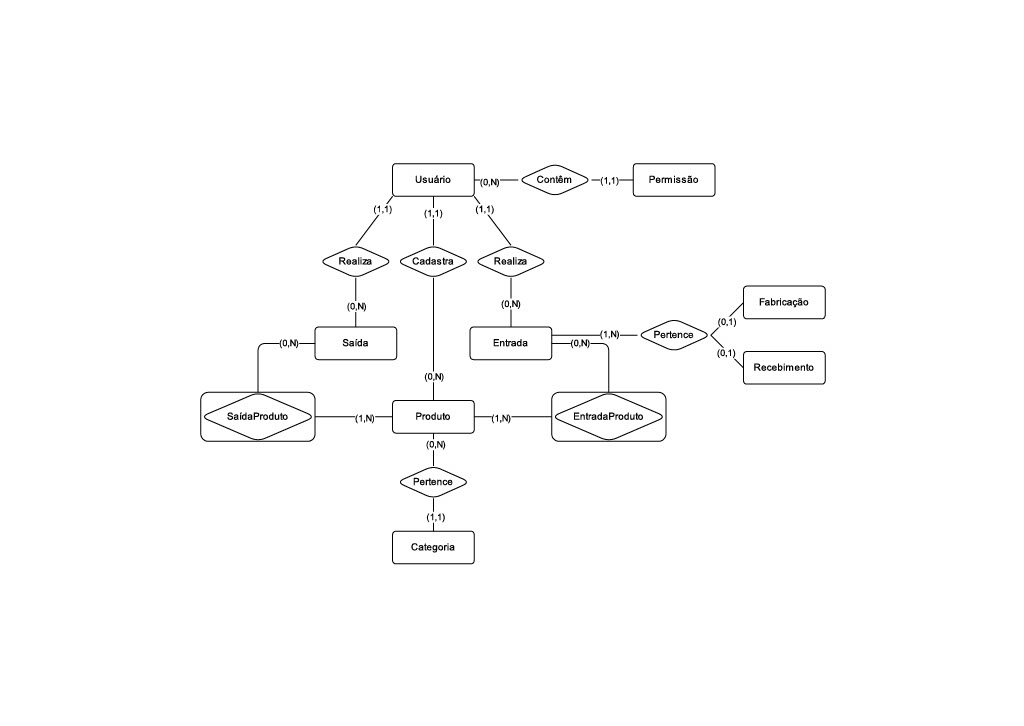 Usuário
(0,N)
Contêm
(1,1)
Permissão
(1,1)
(1,1)
(1,1)
Realiza
Cadastra
Realiza
(0,N)
(0,N)
Fabricação
(0,1)
Saída
Entrada
(1,N)
Pertence
(0,N)
(0,N)
(0,1)
Recebimento
(0,N)
SaídaProduto
(1,N)
Produto
(1,N)
EntradaProduto
(0,N)
Pertence
(1,1)
Categoria